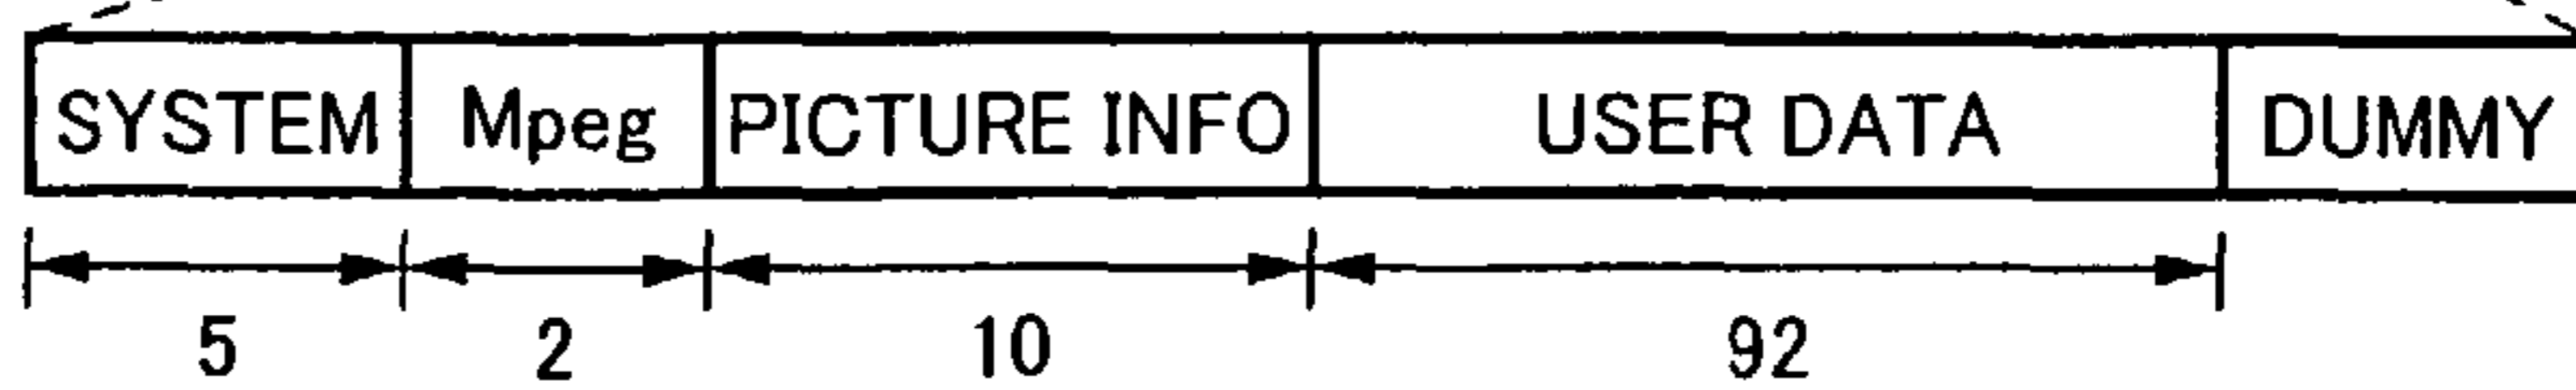 SYSTEM Mpeg PICTURE INFO USER DATA DUMMY
5 2 10 92